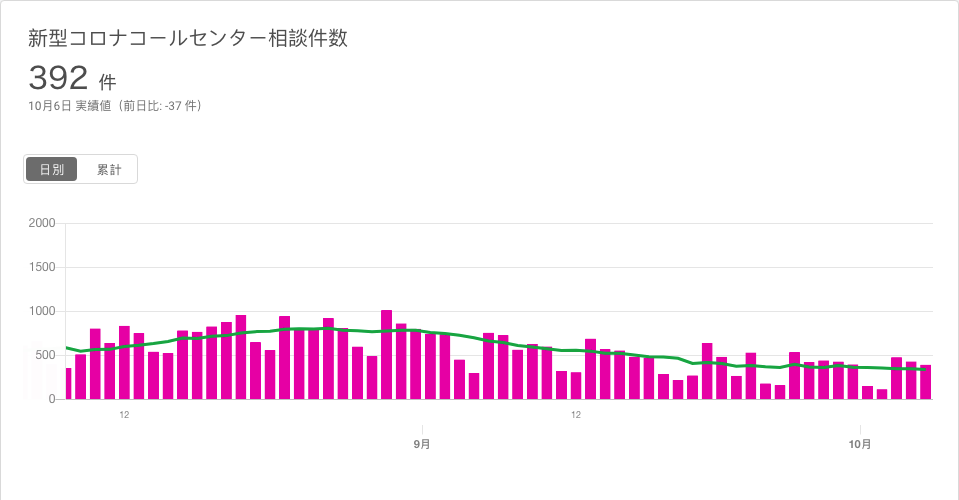 新型コロナコールセンター相談件数
392 件
10月6日 実績値（前日比: -37 件）
日別 累計
2000
1500
1000
500
0
12 12
9月 10月